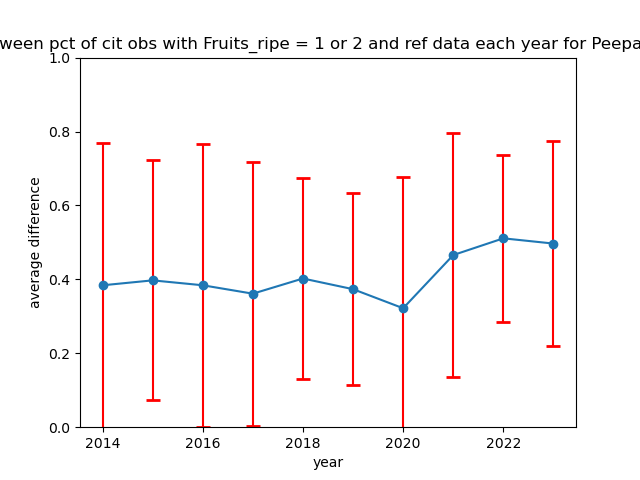 ween pct of cit obs with Fruits_ripe = 1 or 2 and ref data each year for Peepa
1.0
0.8
0.6
0.4
0.2
0.0
average difference
2014 2016 2018 2020 2022
year